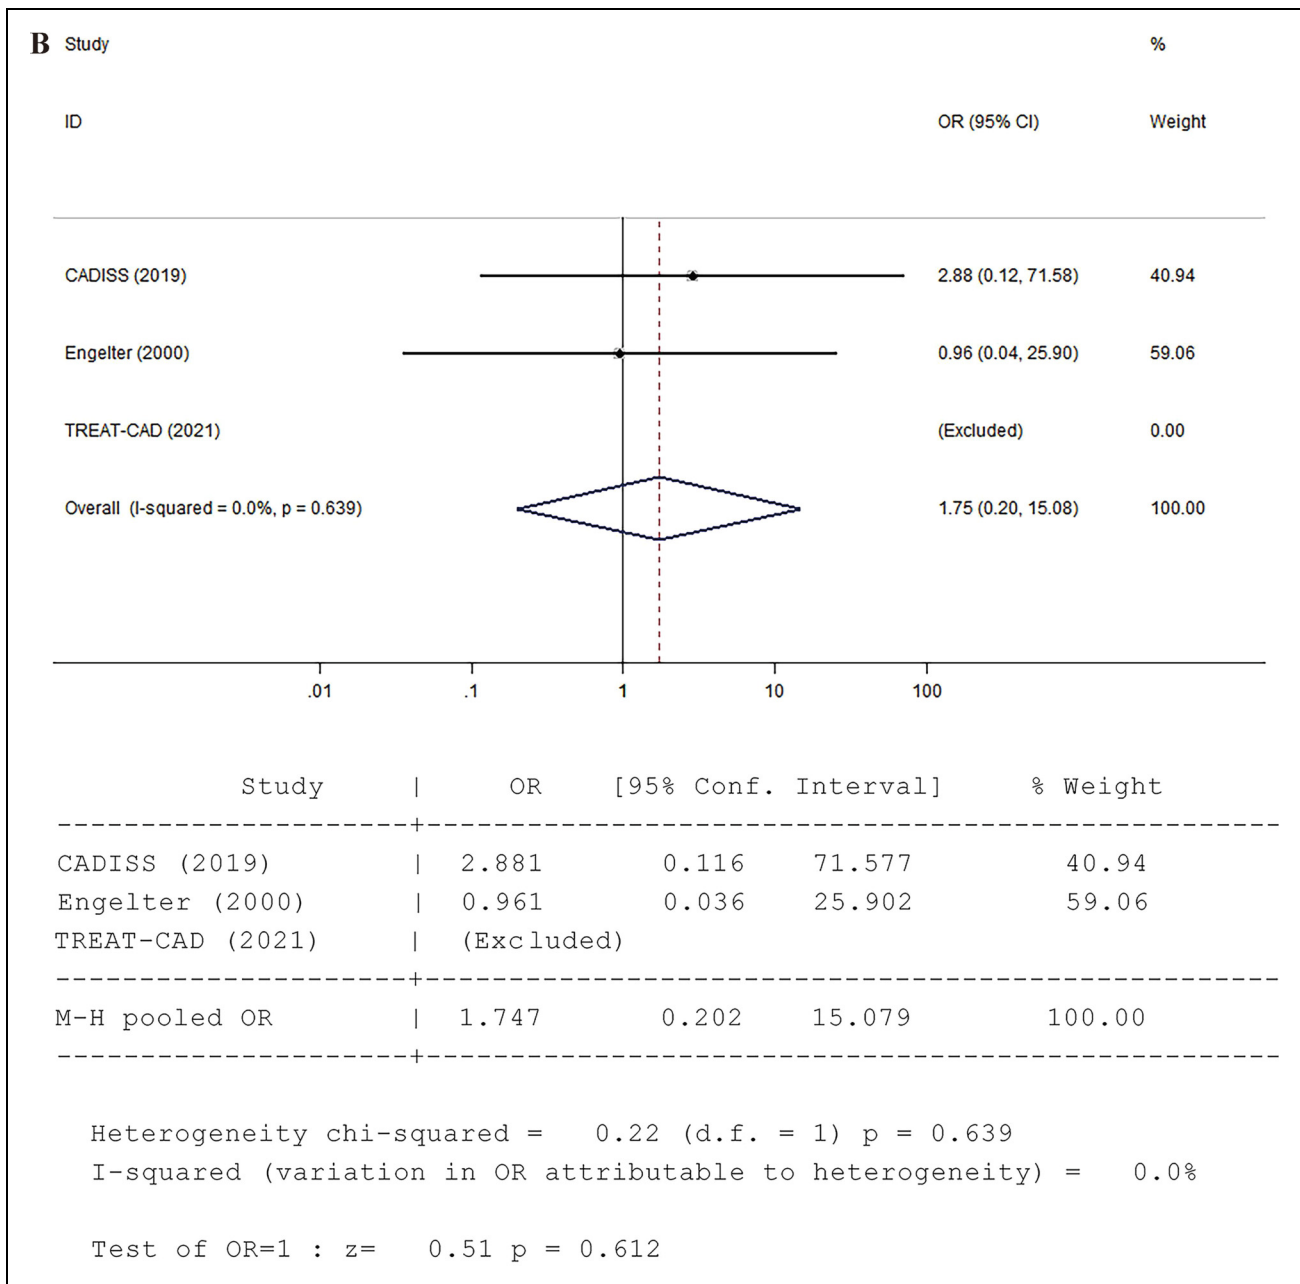 B Study %
ID OR (95% CI) Weight
CADISS (2019) 2.88 (0.12, 71.58) 40.94
Engelter (2000) 0.96 (0.04, 25.90) 59.06
TREAT-CAD (2021) (Excluded) 0.00
Overall (I-squared = 0.0%, p = 0.639) 1.75 (0.20, 15.08) 100.00
.01 .1 1 10 100
Study | OR [95% Conf. Interval] % Weight
---------------------+---------------------------------------------------
CADISS (2019) | 2.881 0.116 71.577 40.94
Engelter (2000) | 0.961 0.036 25.902 59.06
TREAT-CAD (2021) | (Excluded)
---------------------+---------------------------------------------------
M-H pooled OR | 1.747 0.202 15.079 100.00
---------------------+---------------------------------------------------
Heterogeneity chi-squared = 0.22 (d.f. = 1) p = 0.639
I-squared (variation in OR attributable to heterogeneity) = 0.0%
Test of OR=1 : z= 0.51 p = 0.612